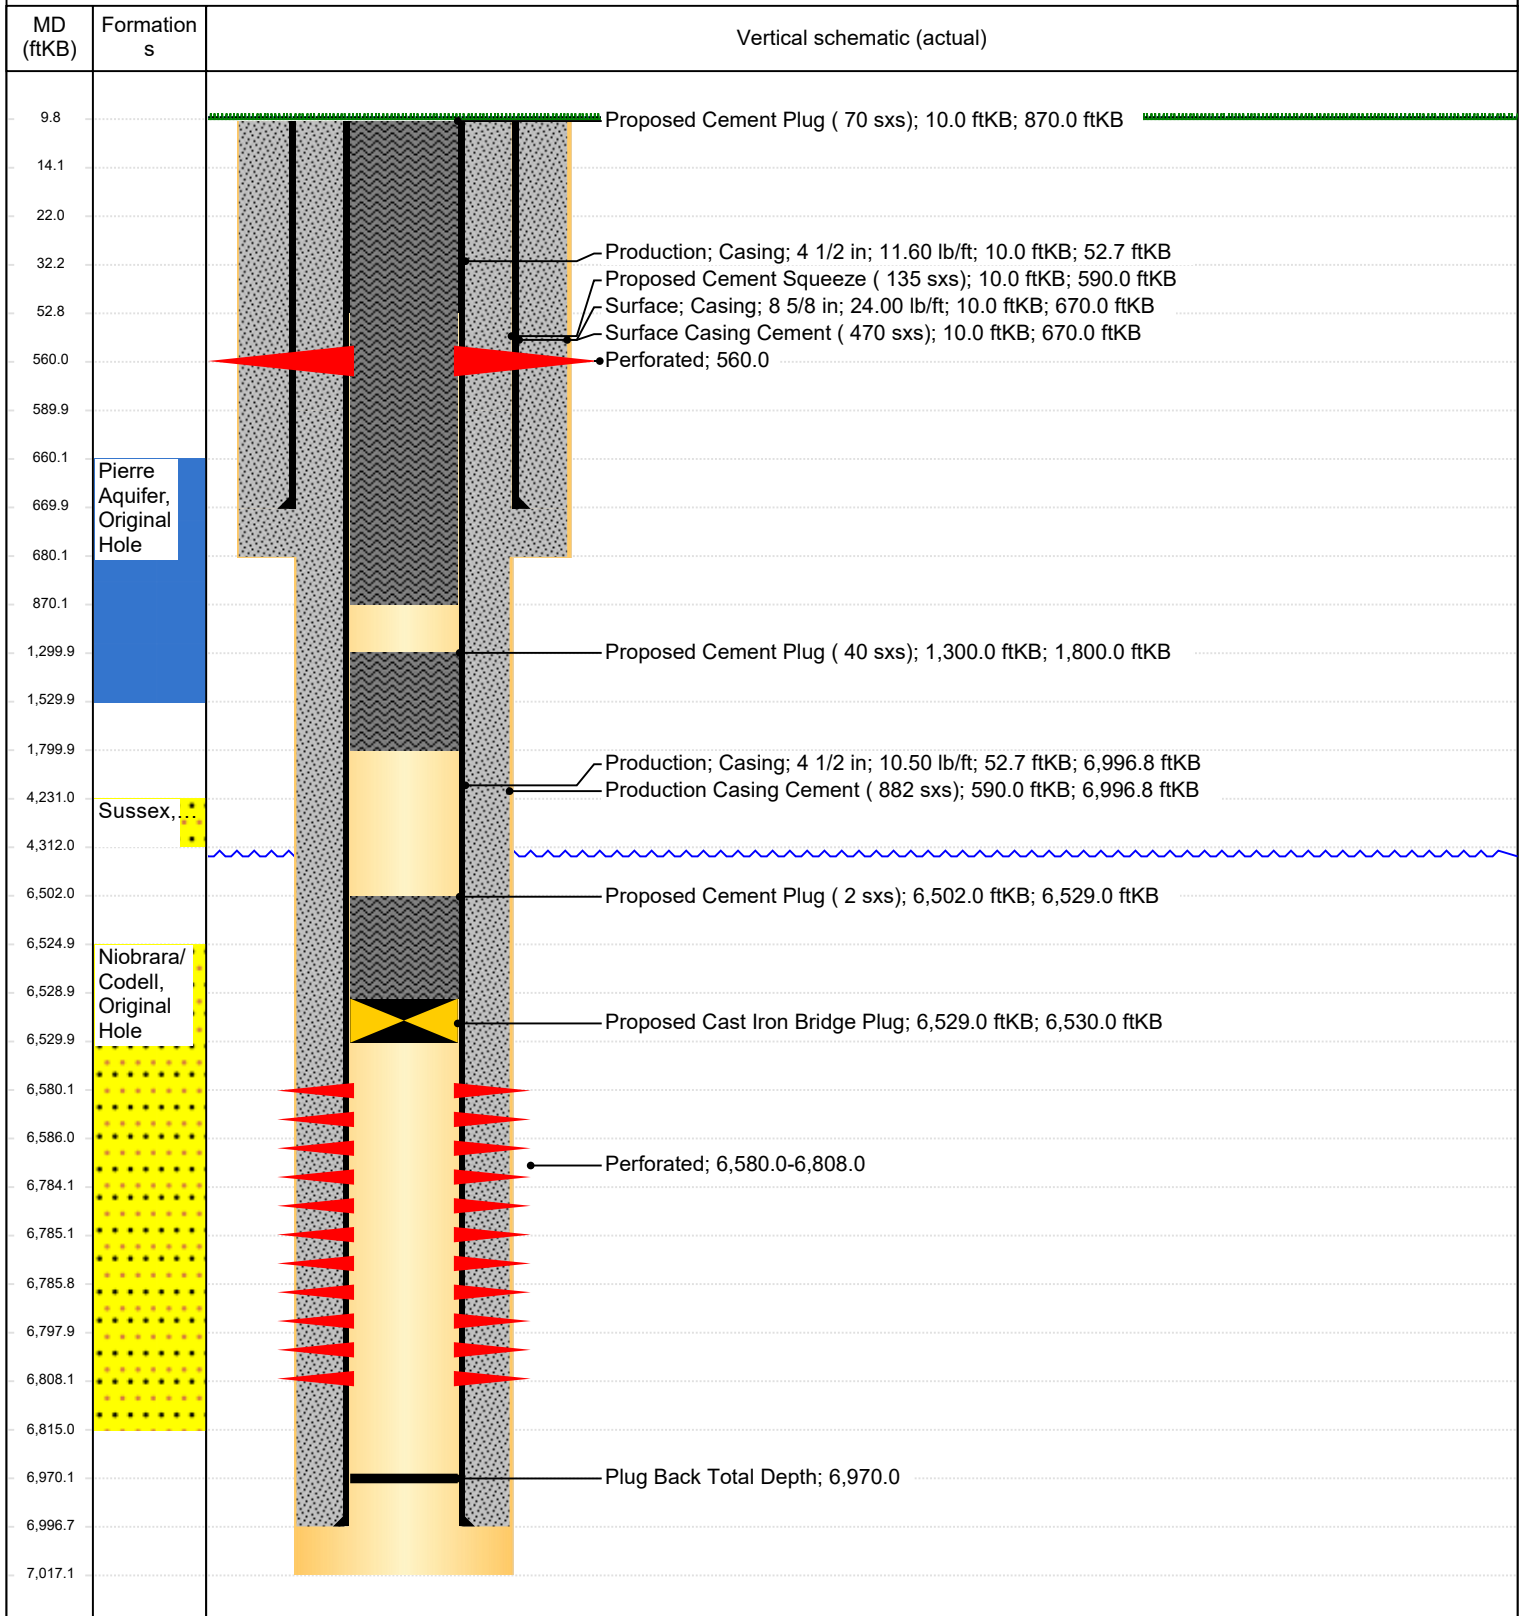 MD
(ftKB)
Formation
s
Vertical schematic (actual)
9.8
Proposed Cement Plug ( 70 sxs); 10.0 ftKB; 870.0 ftKB
14.1
22.0
Production; Casing; 4 1/2 in; 11.60 lb/ft; 10.0 ftKB; 52.7 ftKB
32.2
Proposed Cement Squeeze ( 135 sxs); 10.0 ftKB; 590.0 ftKB
Surface; Casing; 8 5/8 in; 24.00 lb/ft; 10.0 ftKB; 670.0 ftKB
52.8
Surface Casing Cement ( 470 sxs); 10.0 ftKB; 670.0 ftKB
560.0
Perforated; 560.0
589.9
660.1
Pierre
Aquifer,
Original
Hole
669.9
680.1
870.1
1,299.9
Proposed Cement Plug ( 40 sxs); 1,300.0 ftKB; 1,800.0 ftKB
1,529.9
1,799.9
Production; Casing; 4 1/2 in; 10.50 lb/ft; 52.7 ftKB; 6,996.8 ftKB
Production Casing Cement ( 882 sxs); 590.0 ftKB; 6,996.8 ftKB
4,231.0
Sussex,...
4,312.0
6,502.0
Proposed Cement Plug ( 2 sxs); 6,502.0 ftKB; 6,529.0 ftKB
6,524.9
Niobrara/
Codell,
Original
Hole
6,528.9
Proposed Cast Iron Bridge Plug; 6,529.0 ftKB; 6,530.0 ftKB
6,529.9
6,580.1
6,586.0
Perforated; 6,580.0-6,808.0
6,784.1
6,785.1
6,785.8
6,797.9
6,808.1
6,815.0
6,970.1
Plug Back Total Depth; 6,970.0
6,996.7
7,017.1